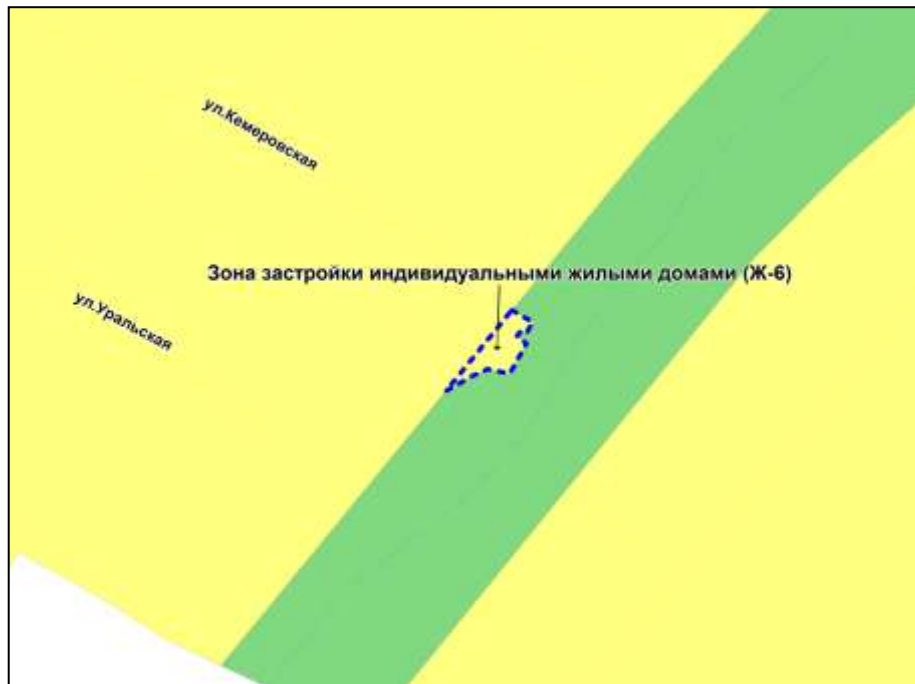 ул.Кемеровская
Зона застройки индивидуальными жилыми домами (Ж-6)
ул.Уральская